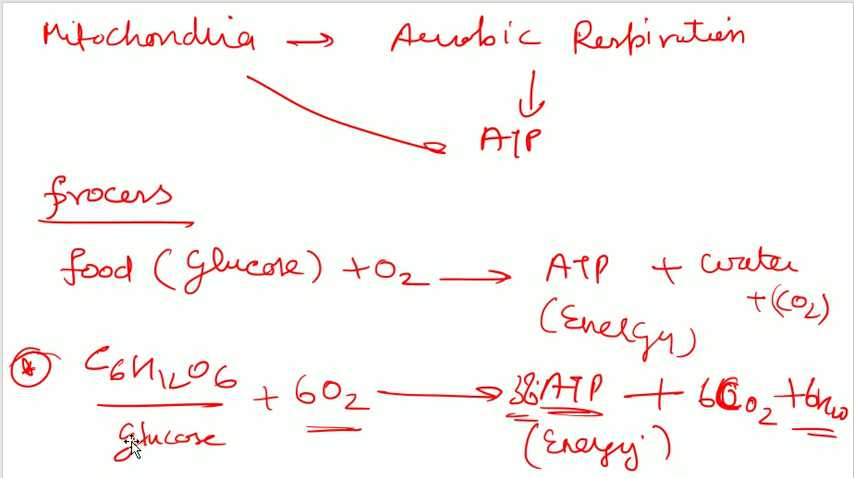 Mitochondria → Aerobic Respiration
↓
ATP
Process
food (Glucose) + O2 → ATP + water
+ (CO2)
(Energy)
C6H12O6 + 6O2 → 38 ATP + 6CO2 + 6H2O
Glucose (Energy)